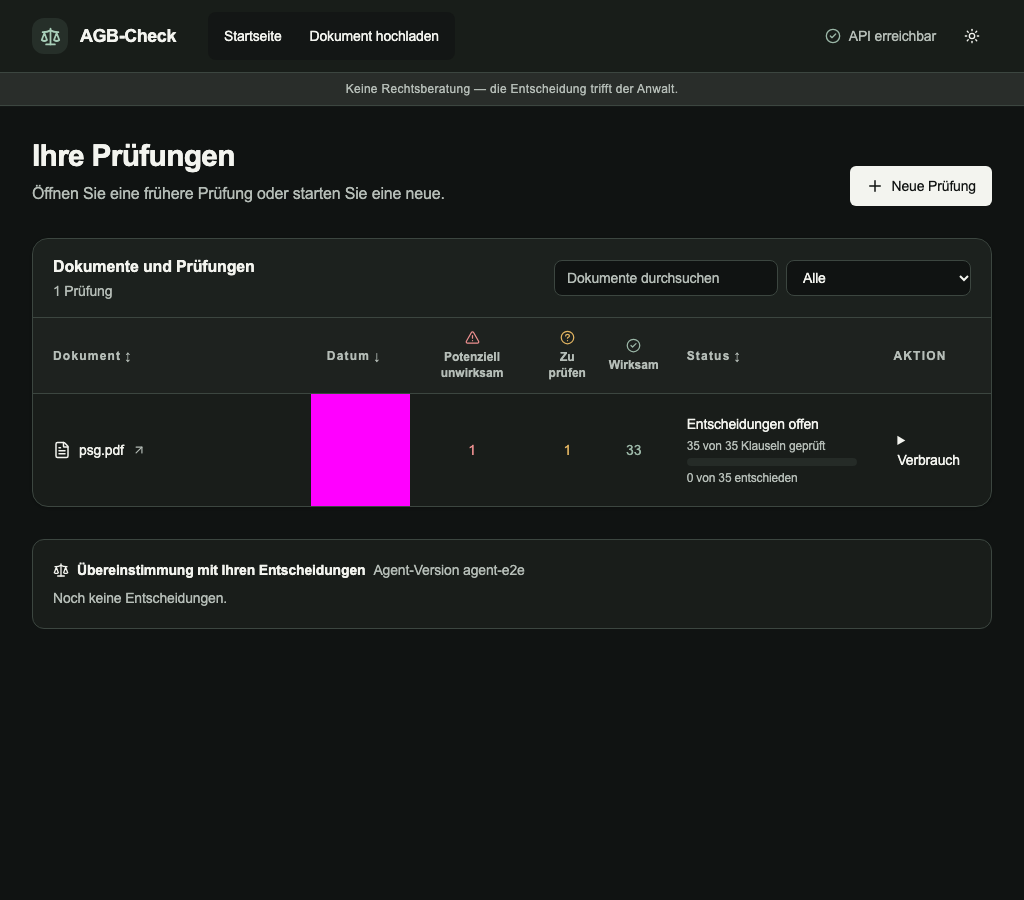 AGB-Check
Startseite
Dokument hochladen
API erreichbar
Keine Rechtsberatung — die Entscheidung trifft der Anwalt.
Ihre Prüfungen
Öffnen Sie eine frühere Prüfung oder starten Sie eine neue.
Neue Prüfung
Dokumente und Prüfungen
1 Prüfung
Dokumente durchsuchen
Alle
Dokument ↕
Datum ↓
Potenziell
unwirksam
Zu
prüfen
Wirksam
Status ↕
AKTION
psg.pdf
1
1
33
Entscheidungen offen
35 von 35 Klauseln geprüft
0 von 35 entschieden
Verbrauch
Übereinstimmung mit Ihren Entscheidungen Agent-Version agent-e2e
Noch keine Entscheidungen.